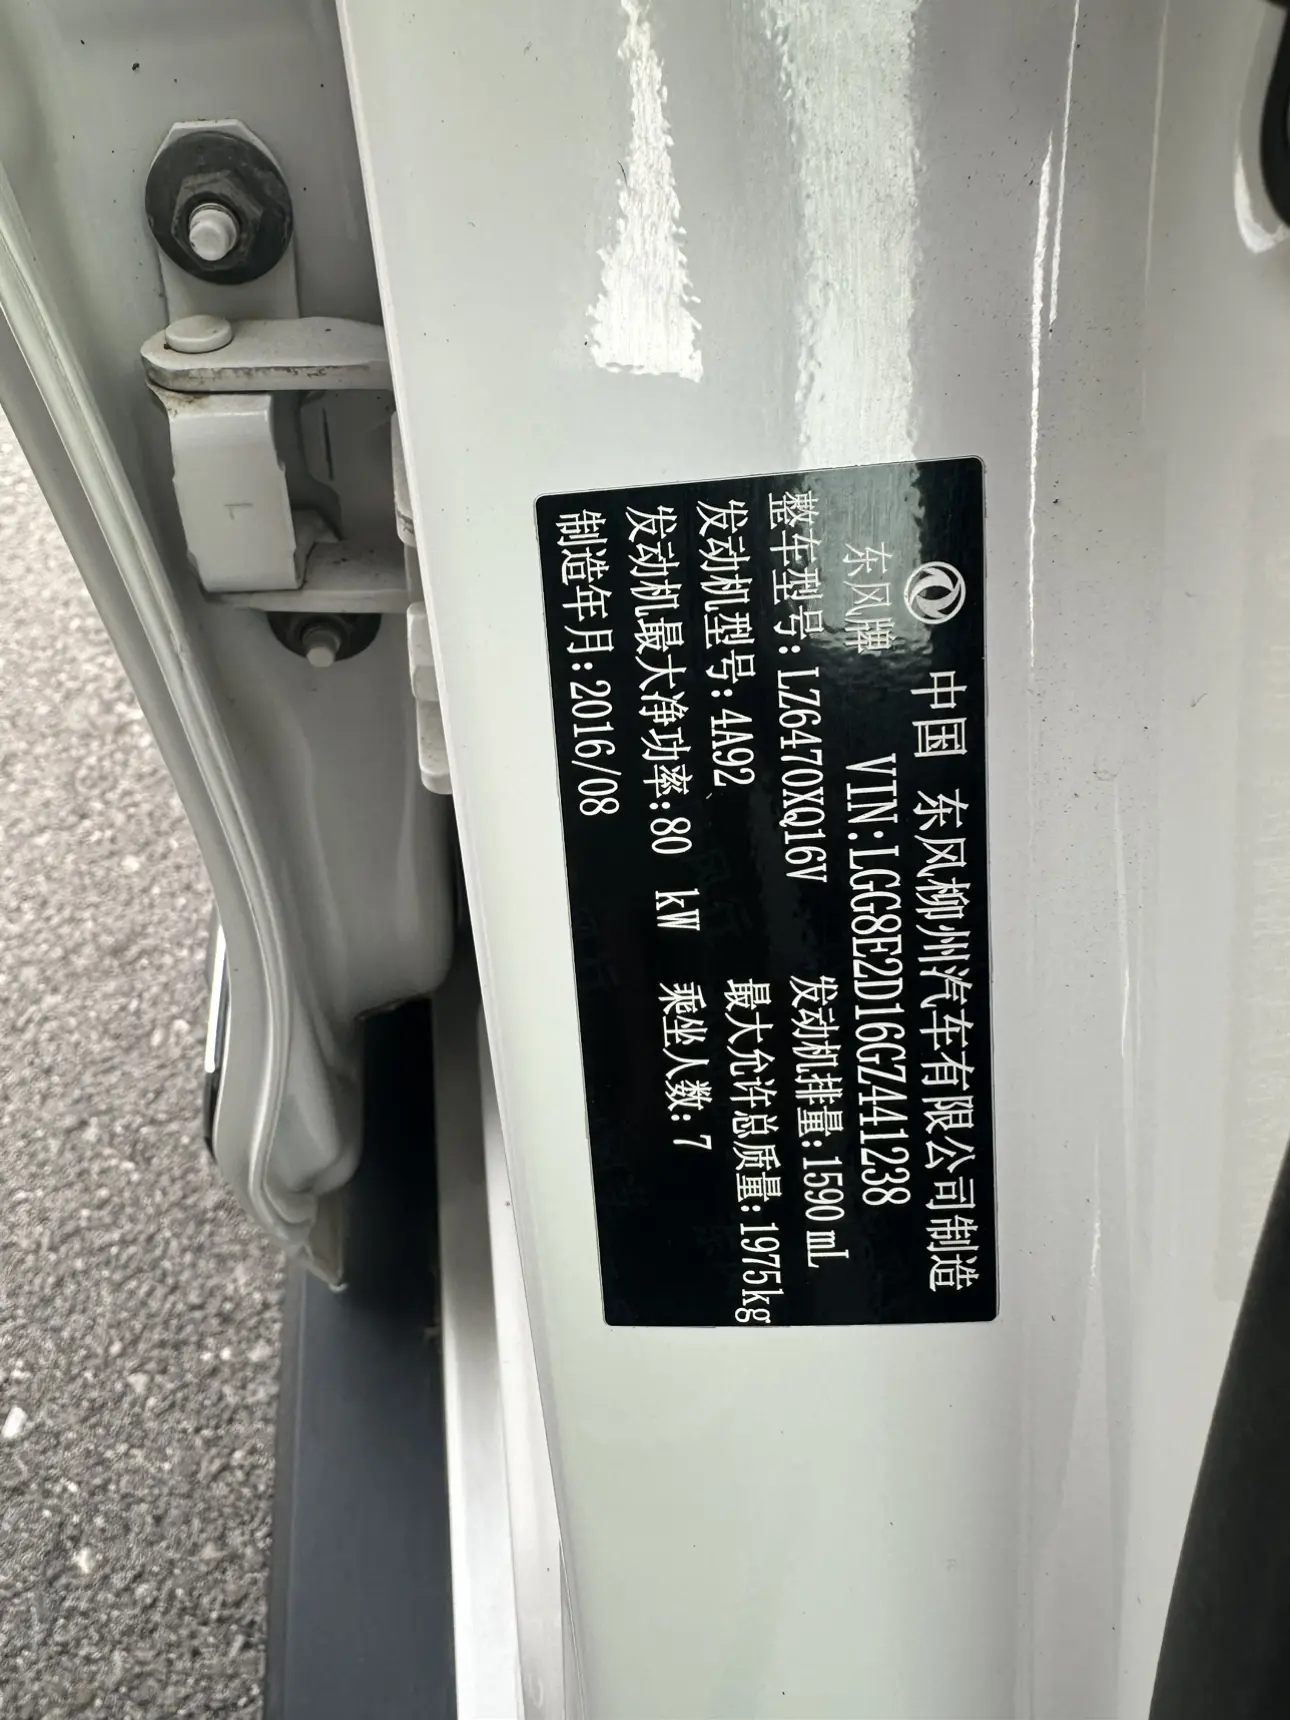 中国 东风柳州汽车有限公司制造
东风牌 VIN:LGG8E2D16GZ441238
整车型号:LZ6470XQ16V 发动机排量:1590mL
发动机型号:4A92 最大允许总质量:1975kg
发动机最大净功率:80 kW 乘坐人数:7
制造年月:2016/08